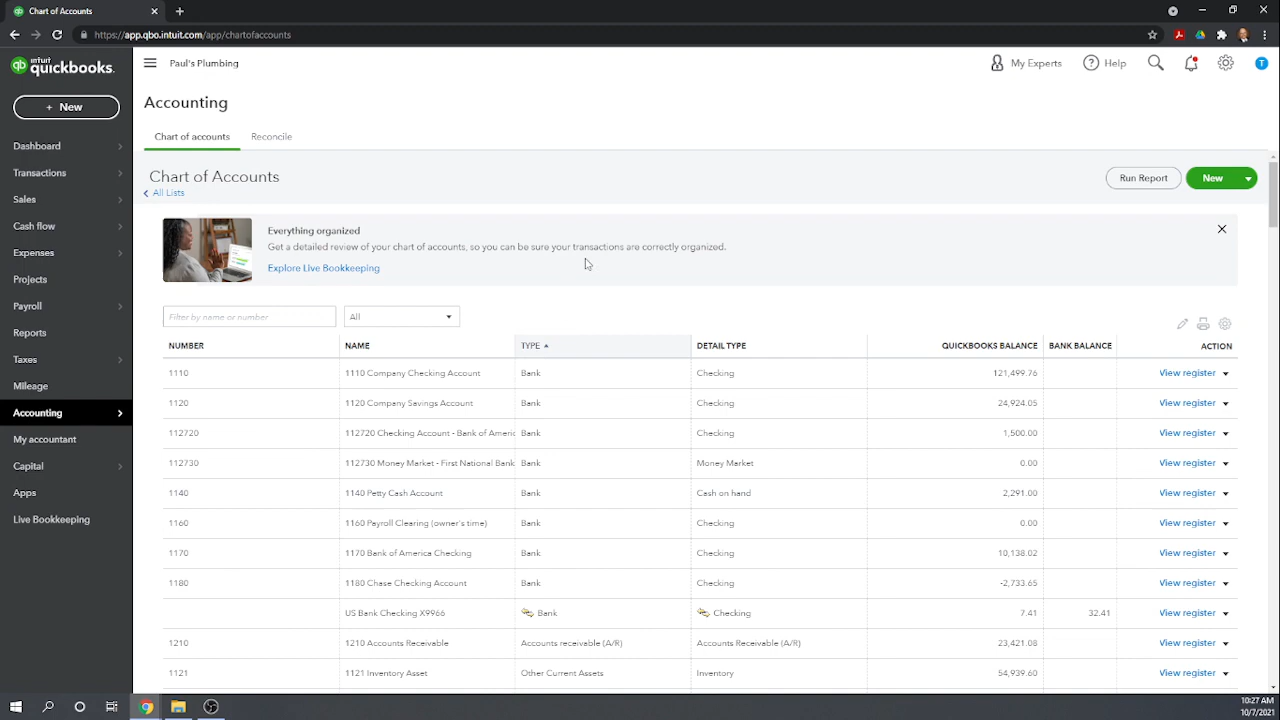 Chart of Accounts
https://app.qbo.intuit.com/app/chartofaccounts
intuit quickbooks.
Paul's Plumbing
My Experts
Help
T
+ New
Dashboard
Transactions
Sales
Cash flow
Expenses
Projects
Payroll
Reports
Taxes
Mileage
Accounting
My accountant
Capital
Apps
Live Bookkeeping
Accounting
Chart of accounts Reconcile
Chart of Accounts
All Lists
Run Report New
Everything organized
Get a detailed review of your chart of accounts, so you can be sure your transactions are correctly organized.
Explore Live Bookkeeping
Filter by name or number All
NUMBER NAME TYPE DETAIL TYPE QUICKBOOKS BALANCE BANK BALANCE ACTION
1110 1110 Company Checking Account Bank Checking 121,499.76 View register
1120 1120 Company Savings Account Bank Checking 24,924.05 View register
112720 112720 Checking Account - Bank of Americ Bank Checking 1,500.00 View register
112730 112730 Money Market - First National Bank Bank Money Market 0.00 View register
1140 1140 Petty Cash Account Bank Cash on hand 2,291.00 View register
1160 1160 Payroll Clearing (owner's time) Bank Checking 0.00 View register
1170 1170 Bank of America Checking Bank Checking 10,138.02 View register
1180 1180 Chase Checking Account Bank Checking -2,733.65 View register
US Bank Checking X9966 Bank Checking 7.41 32.41 View register
1210 1210 Accounts Receivable Accounts receivable (A/R) Accounts Receivable (A/R) 23,421.08 View register
1121 1121 Inventory Asset Other Current Assets Inventory 54,939.60 View register
10:27 AM
10/7/2021